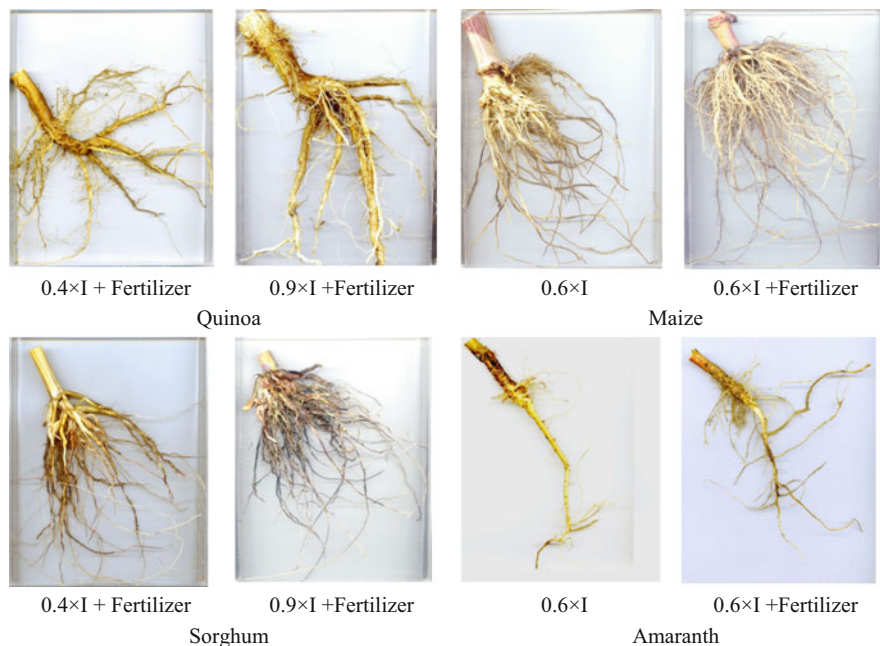 0.4×I + Fertilizer 0.9×I +Fertilizer 0.6×I 0.6×I +Fertilizer
Quinoa Maize
0.4×I + Fertilizer 0.9×I +Fertilizer 0.6×I 0.6×I +Fertilizer
Sorghum Amaranth